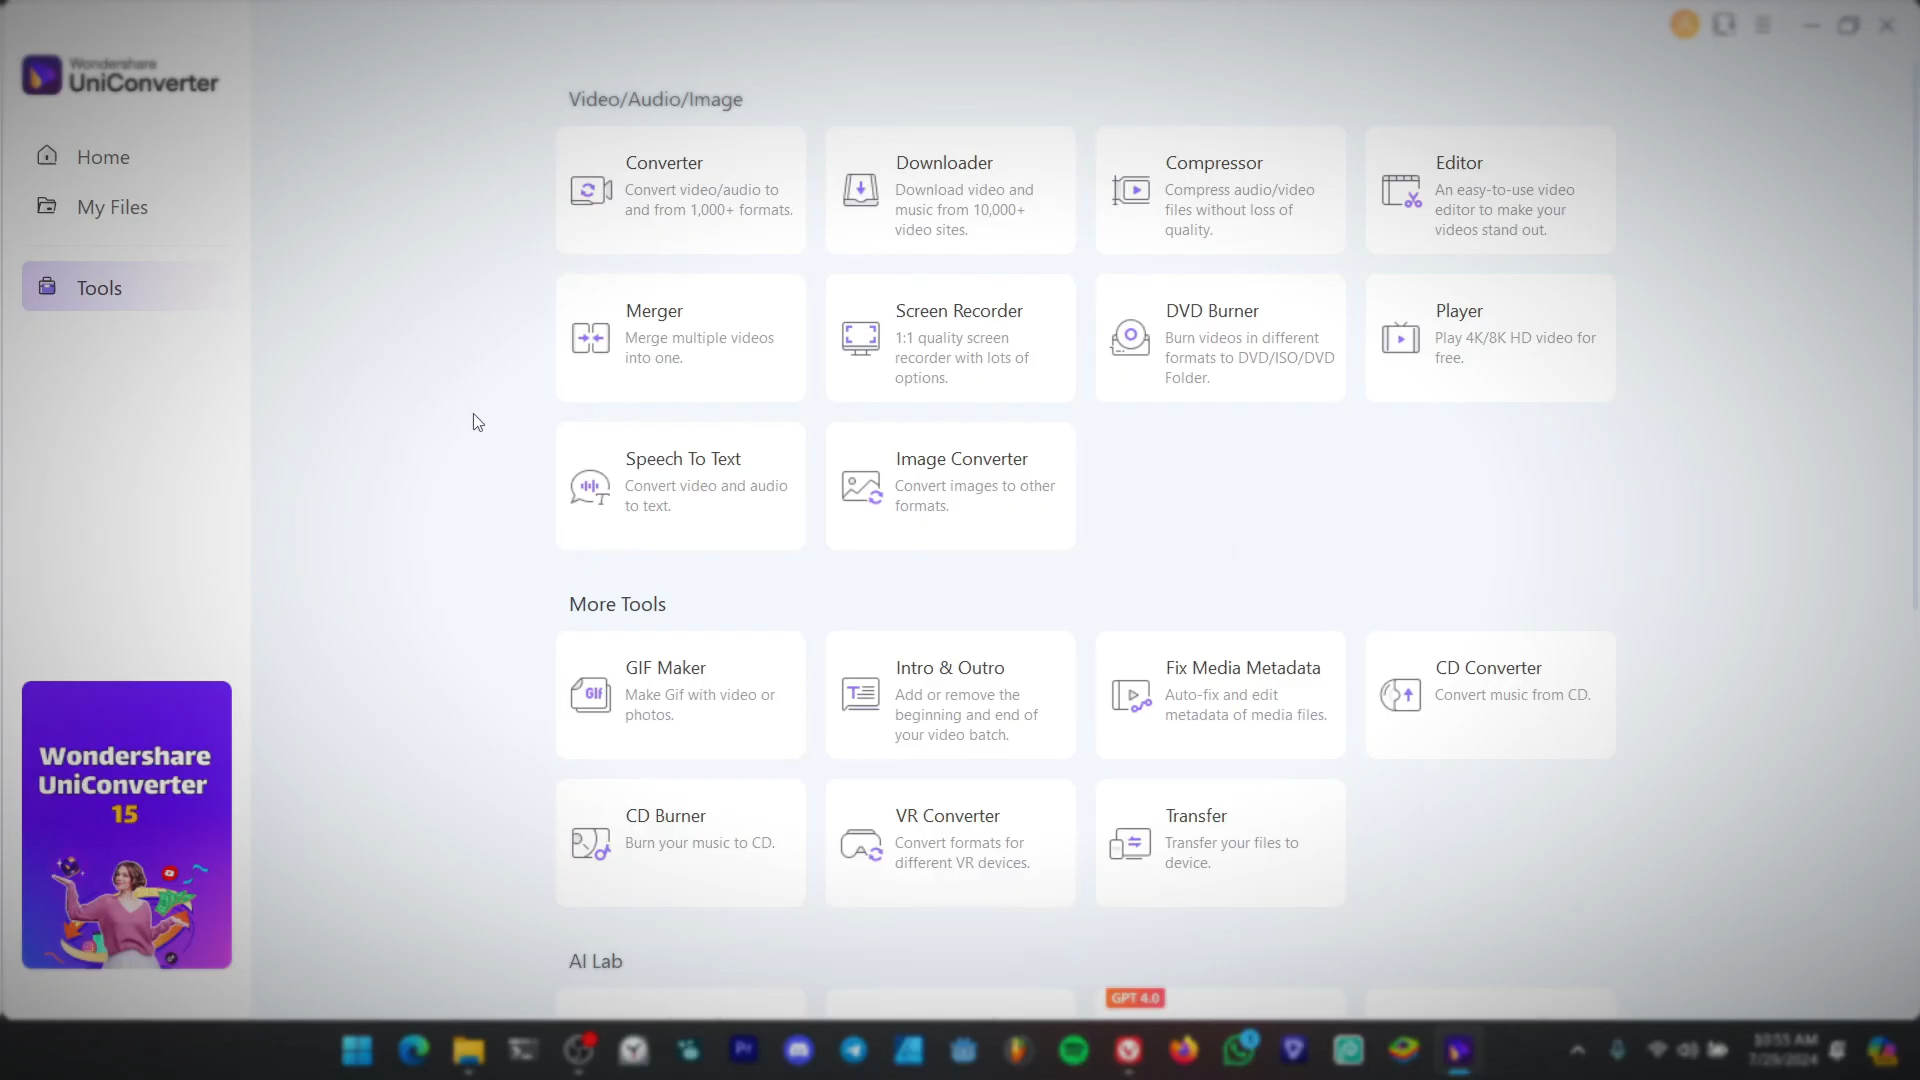 Wondershare
UniConverter
Home
My Files
Tools
Wondershare
UniConverter
15
Video/Audio/Image
Converter
Convert video/audio to
and from 1,000+ formats.
Downloader
Download video and
music from 10,000+
video sites.
Compressor
Compress audio/video
files without loss of
quality.
Editor
An easy-to-use video
editor to make your
videos stand out.
Merger
Merge multiple videos
into one.
Screen Recorder
1:1 quality screen
recorder with lots of
options.
DVD Burner
Burn videos in different
formats to DVD/ISO/DVD
Folder.
Player
Play 4K/8K HD video for
free.
Speech To Text
Convert video and audio
to text.
Image Converter
Convert images to other
formats.
More Tools
GIF Maker
Make Gif with video or
photos.
GIF
Intro & Outro
Add or remove the
beginning and end of
your video batch.
Fix Media Metadata
Auto-fix and edit
metadata of media files.
CD Converter
Convert music from CD.
CD Burner
Burn your music to CD.
VR Converter
Convert formats for
different VR devices.
Transfer
Transfer your files to
device.
AI Lab
GPT 4.0
Pr
10:55 AM
7/29/2024